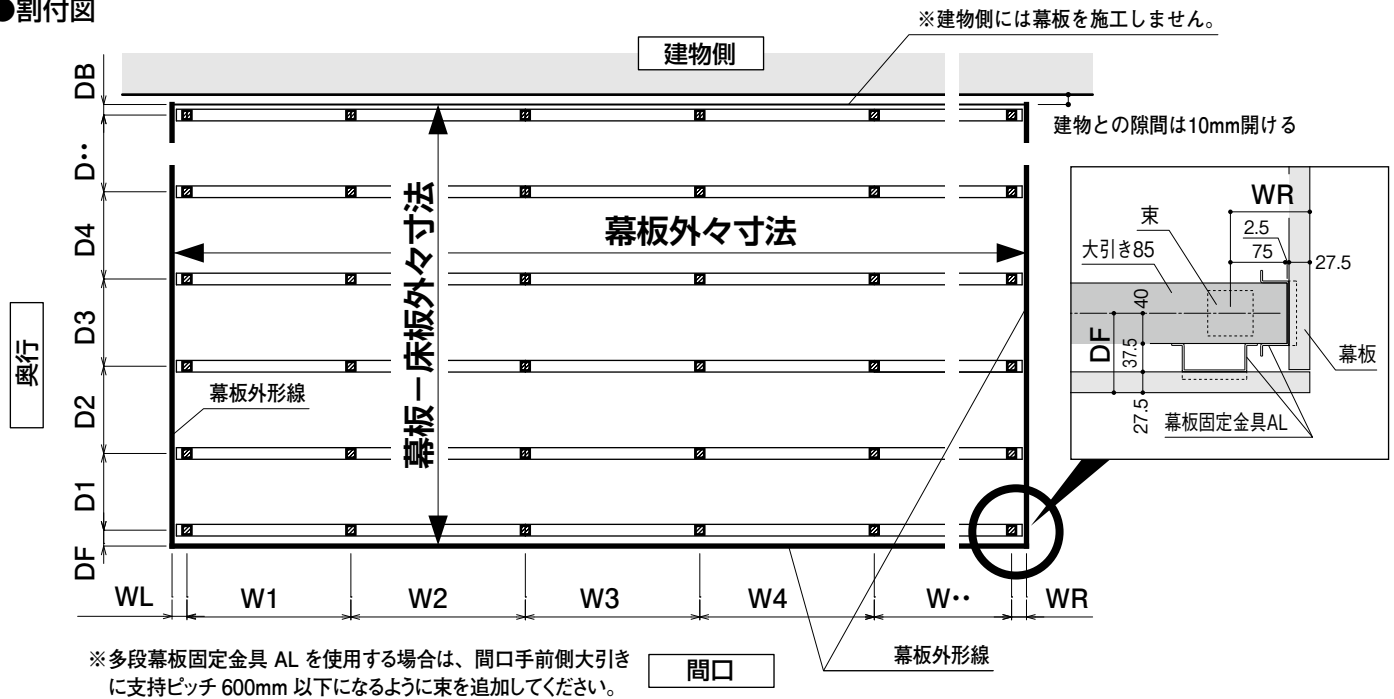 ●割付図
※建物側には幕板を施工しません。
建物側
建物との隙間は10mm開ける
DB
D‥
D4
D3
D2
D1
DF
奥行
幕板外形線
幕板ー床板外々寸法
幕板外々寸法
WR
束
2.5
大引き85
75
27.5
40
DF
37.5
幕板
27.5
幕板固定金具AL
WL
W1
W2
W3
W4
W‥
WR
※多段幕板固定金具 AL を使用する場合は、間口手前側大引き
に支持ピッチ 600mm 以下になるように束を追加してください。
間口
幕板外形線